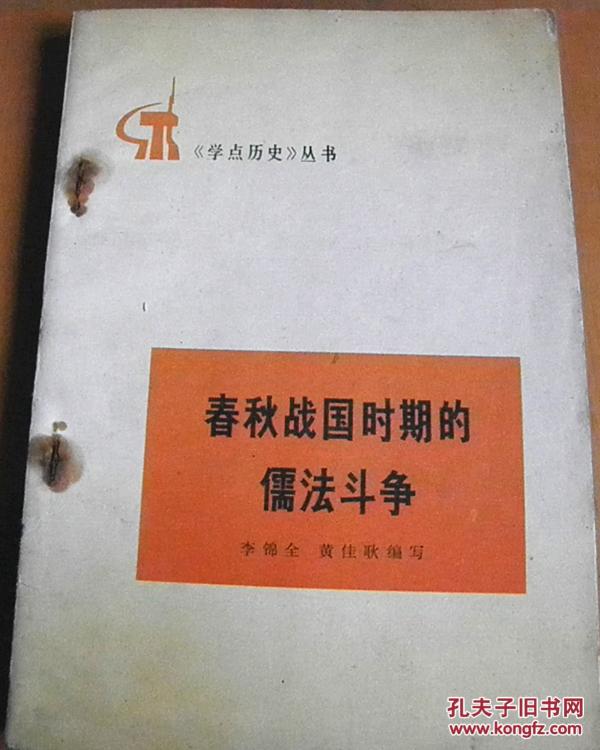 《学点历史》丛书
春秋战国时期的
儒法斗争
李锦全 黄佳耿编写
孔夫子旧书网
www.kongfz.com